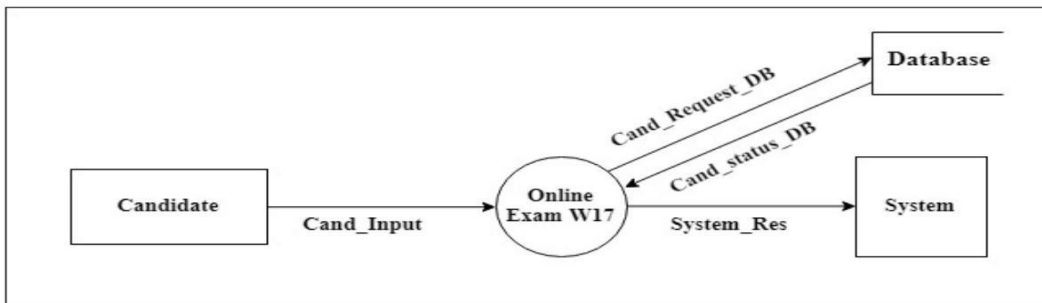 Database
Cand_Request_DB
Cand_status_DB
Candidate
Cand_Input
Online
Exam W17
System_Res
System